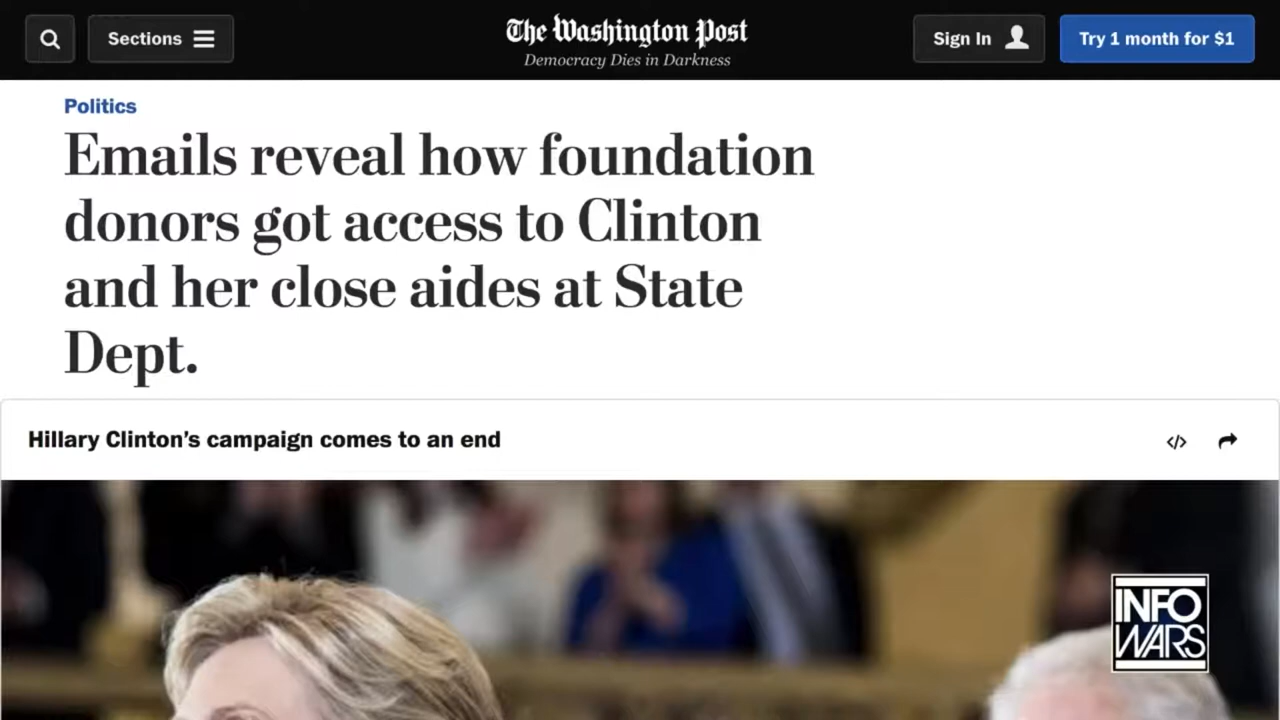 Sections
The Washington Post
Democracy Dies in Darkness
Sign In
Try 1 month for $1
Politics
Emails reveal how foundation
donors got access to Clinton
and her close aides at State
Dept.
Hillary Clinton’s campaign comes to an end
</>
INFO
WARS